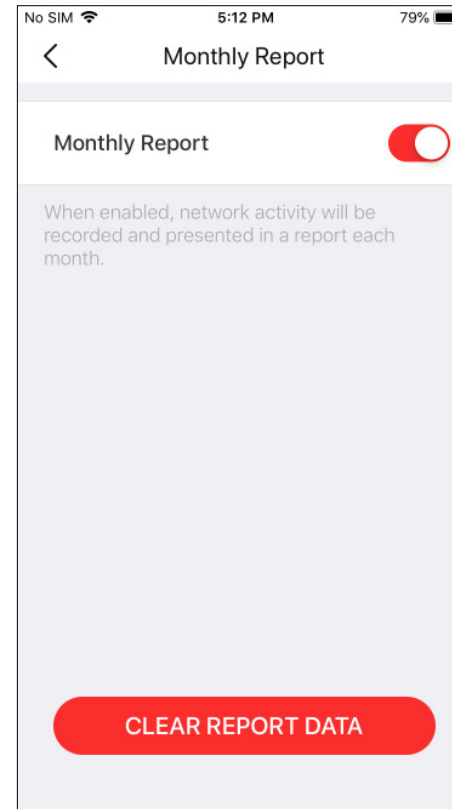 No SIM 5:12 PM 79%
Monthly Report
Monthly Report
When enabled, network activity will be
recorded and presented in a report each
month.
CLEAR REPORT DATA